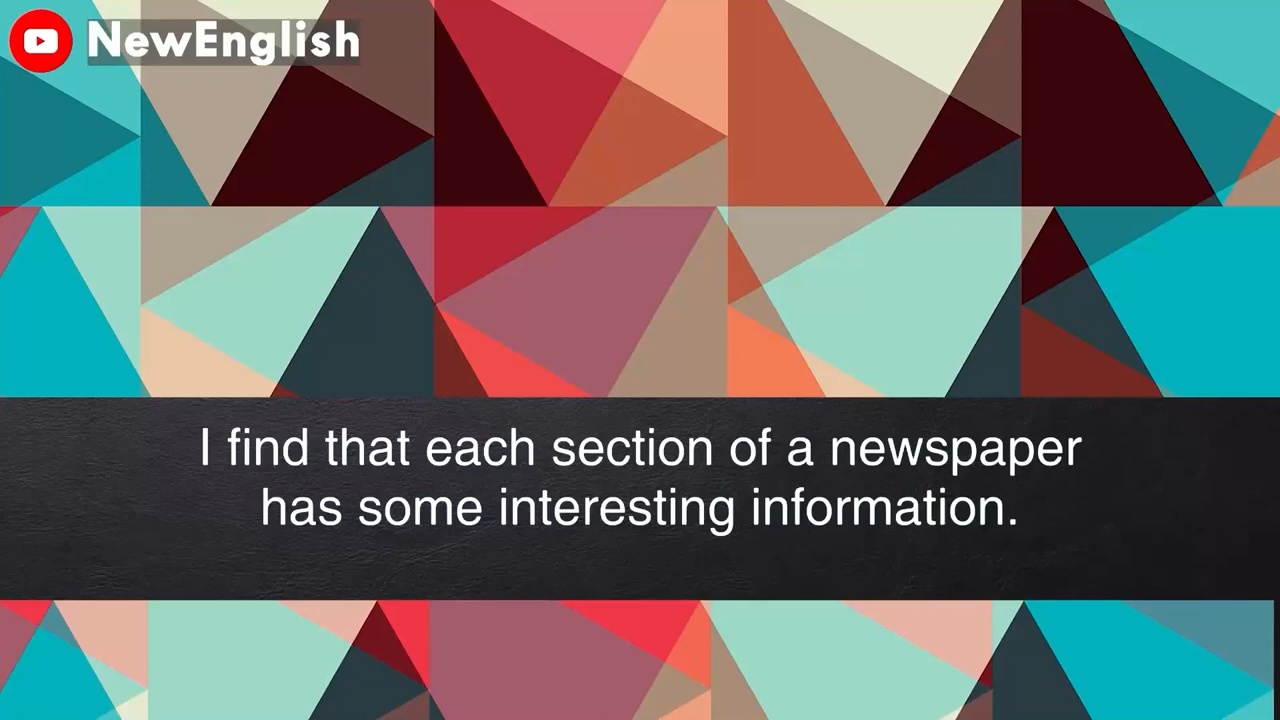 NewEnglish
I find that each section of a newspaper
has some interesting information.